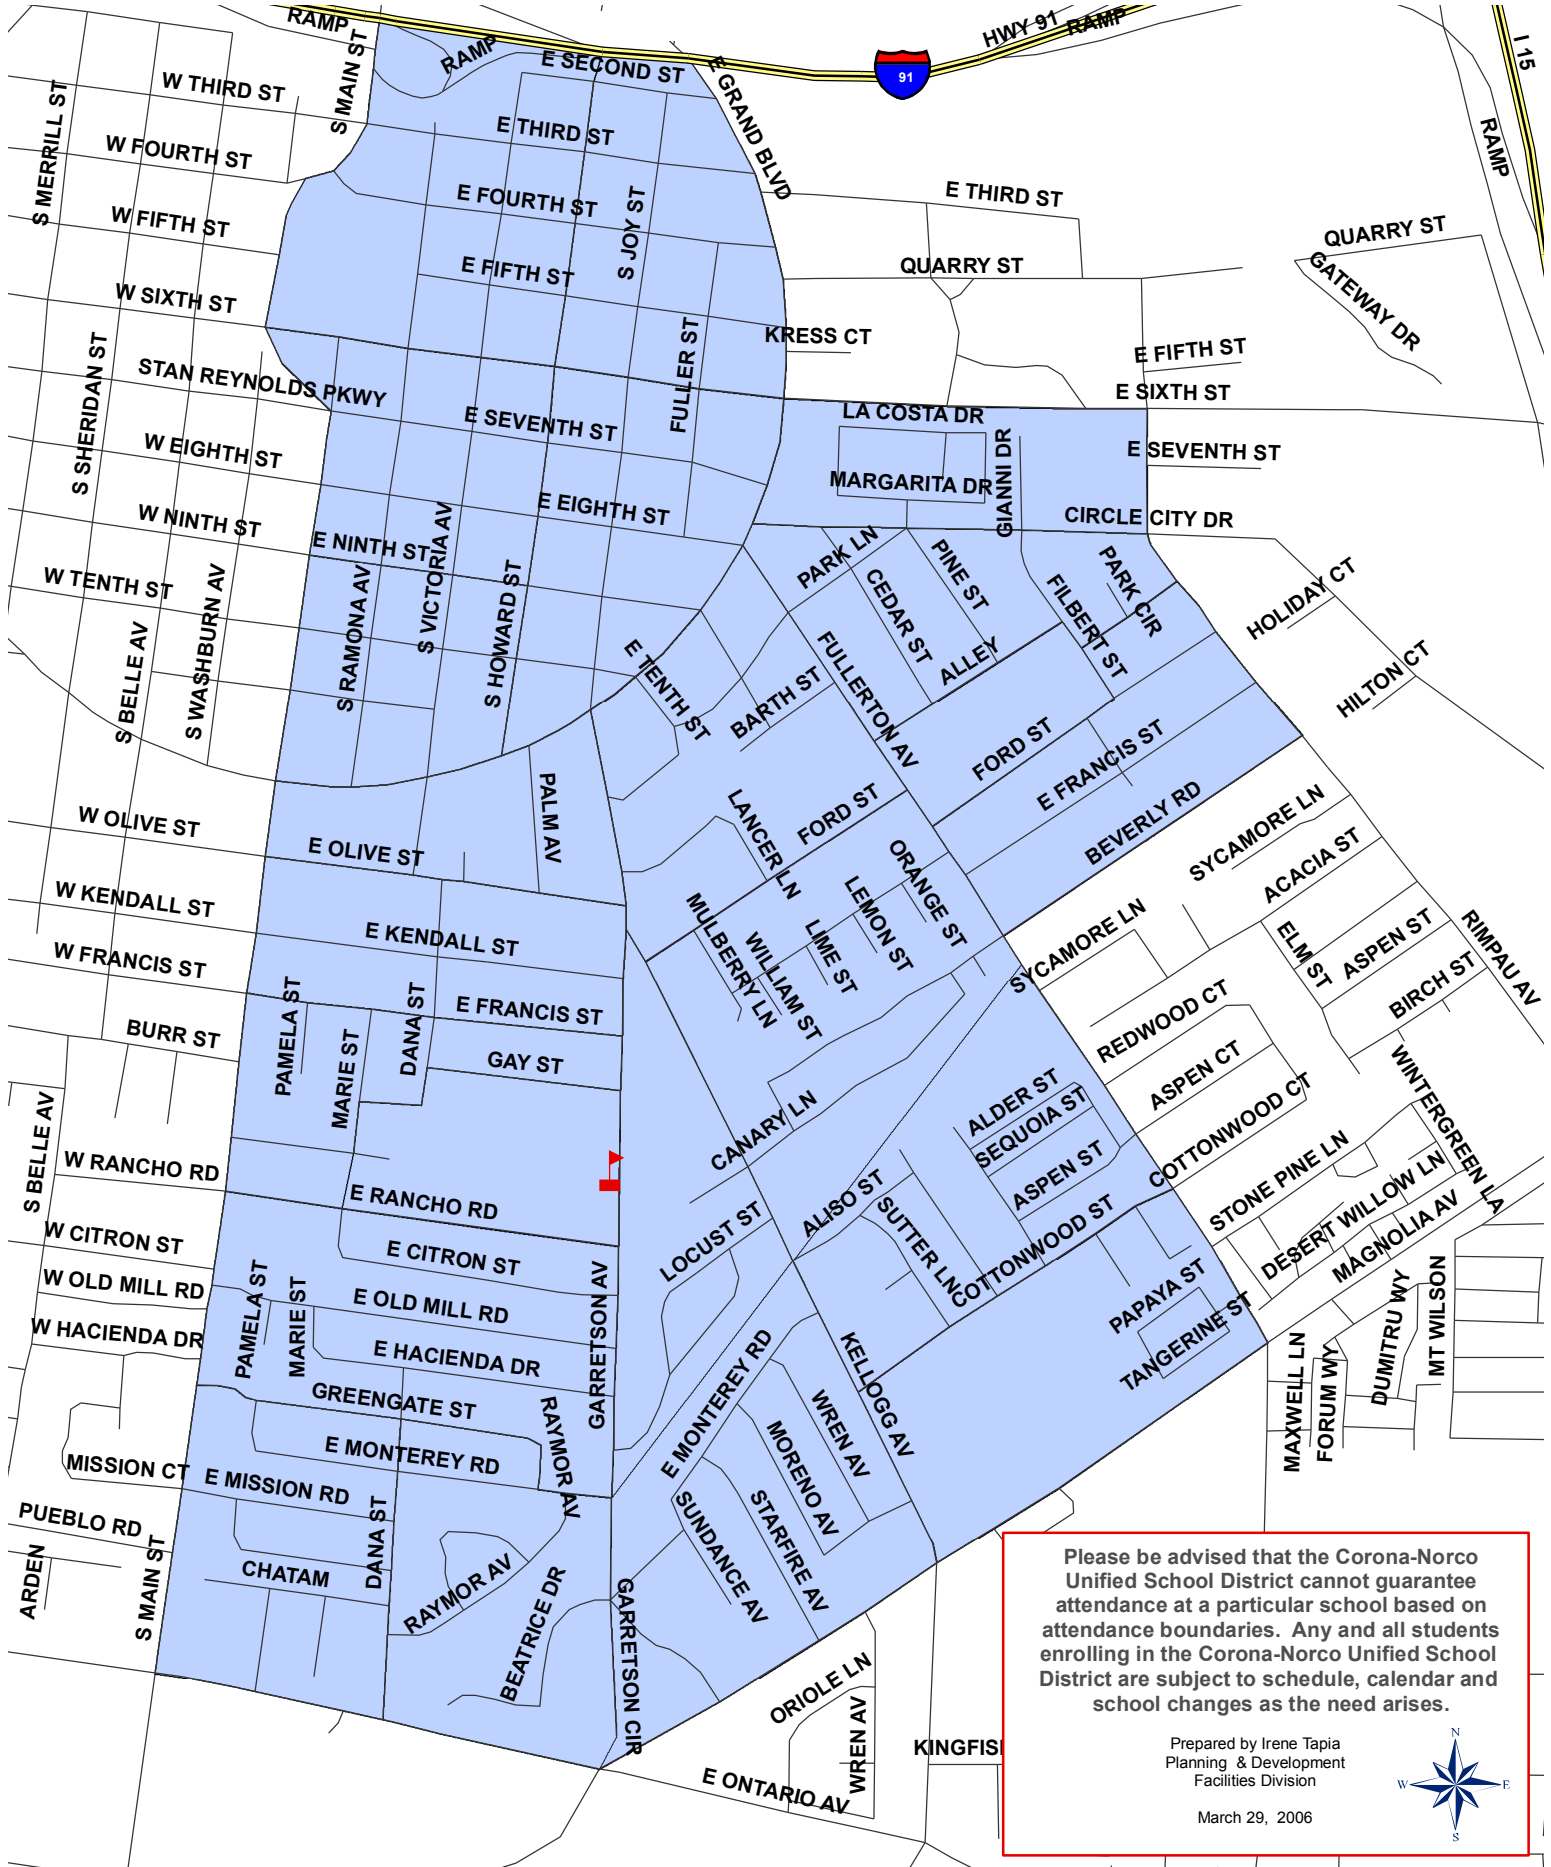 RAMP
S MAIN ST
RAMP
HWY 91
RAMP
I 15
E SECOND ST
E GRAND BLVD
91
W THIRD ST
S MERRILL ST
E THIRD ST
RAMP
W FOURTH ST
E FOURTH ST
S JOY ST
E THIRD ST
W FIFTH ST
QUARRY ST
E FIFTH ST
QUARRY ST
GATEWAY DR
W SIXTH ST
KRESS CT
FULLER ST
E FIFTH ST
S SHERIDAN ST
STAN REYNOLDS PKWY
E SIXTH ST
LA COSTA DR
E SEVENTH ST
GIANNI DR
W EIGHTH ST
E SEVENTH ST
MARGARITA DR
E EIGHTH ST
W NINTH ST
CIRCLE CITY DR
E NINTH ST
S VICTORIA AV
PARK LN
PINE ST
PARK CIR
W TENTH ST
S WASHBURN AV
S RAMONA AV
S HOWARD ST
CEDAR ST
FILBERT ST
HOLIDAY CT
S BELLE AV
E TENTH ST
FULLERTON AV
ALLEY
HILTON CT
BARTH ST
FORD ST
E FRANCIS ST
PALM AV
LANCER LN
FORD ST
BEVERLY RD
W OLIVE ST
E OLIVE ST
ORANGE ST
SYCAMORE LN
ACACIA ST
W KENDALL ST
MULBERRY LN
LEMON ST
E KENDALL ST
WILLIAM ST
LIME ST
SYCAMORE LN
ELM ST
ASPEN ST
RIMPAU AV
W FRANCIS ST
BIRCH ST
PAMELA ST
DANA ST
E FRANCIS ST
REDWOOD CT
BURR ST
MARIE ST
GAY ST
ASPEN CT
WINTERGREEN LA
S BELLE AV
CANARY LN
ALDER ST
SEQUOIA ST
COTTONWOOD CT
W RANCHO RD
ASPEN ST
STONE PINE LN
E RANCHO RD
ALISO ST
SUTTER LN
DESERT WILLOW LN
W CITRON ST
LOCUST ST
COTTONWOOD ST
MAGNOLIA AV
E CITRON ST
W OLD MILL RD
PAMELA ST
MARIE ST
E OLD MILL RD
GARRETSON AV
PAPAYA ST
DUMITRU WY
MT WILSON
W HACIENDA DR
E HACIENDA DR
E MONTEREY RD
KELLOGG AV
TANGERINE ST
MAXWELL LN
FORUM WY
GREENGATE ST
RAYMOR AV
WREN AV
MORENO AV
E MONTEREY RD
MISSION CT
E MISSION RD
SUNDANCE AV
STARFIRE AV
PUEBLO RD
DANA ST
ARDEN
S MAIN ST
CHATAM
RAYMOR AV
BEATRICE DR
GARRETSON CIR
ORIOLE LN
WREN AV
KINGFIS
E ONTARIO AV
Please be advised that the Corona-Norco
Unified School District cannot guarantee
attendance at a particular school based on
attendance boundaries.  Any and all students
enrolling in the Corona-Norco Unified School
District are subject to schedule, calendar and
school changes as the need arises.
Prepared by Irene Tapia
Planning & Development
Facilities Division
March 29, 2006
N
W
E
S